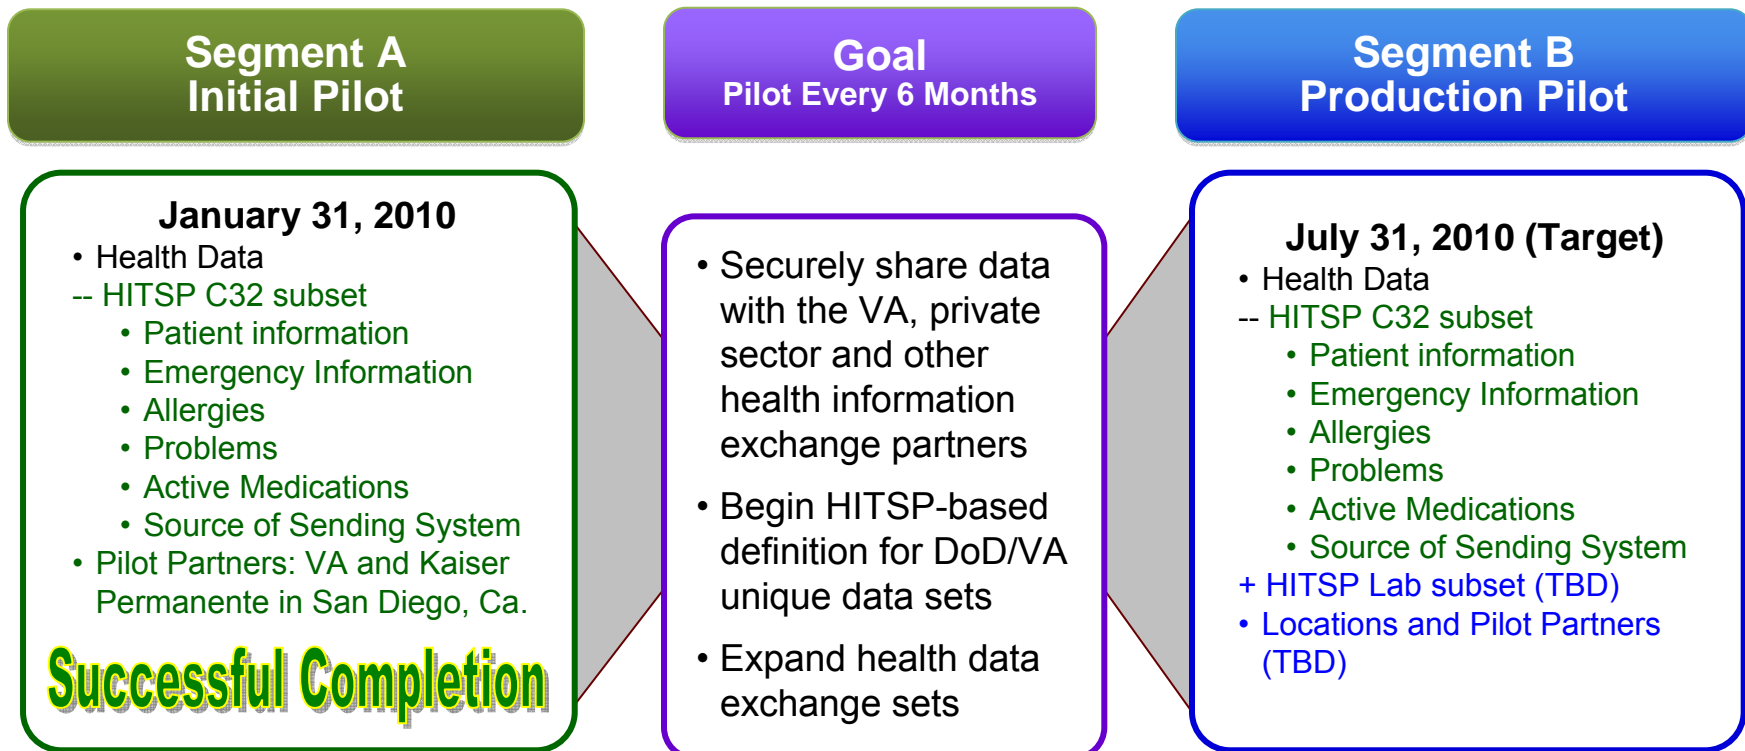 Segment A
Initial Pilot
January 31, 2010
• Health Data
-- HITSP C32 subset
• Patient information
• Emergency Information
• Allergies
• Problems
• Active Medications
• Source of Sending System
• Pilot Partners: VA and Kaiser
Permanente in San Diego, Ca.
Successful Completion
Goal
Pilot Every 6 Months
• Securely share data
with the VA, private
sector and other
health information
exchange partners
• Begin HITSP-based
definition for DoD/VA
unique data sets
• Expand health data
exchange sets
Segment B
Production Pilot
July 31, 2010 (Target)
• Health Data
-- HITSP C32 subset
• Patient information
• Emergency Information
• Allergies
• Problems
• Active Medications
• Source of Sending System
+ HITSP Lab subset (TBD)
• Locations and Pilot Partners
(TBD)